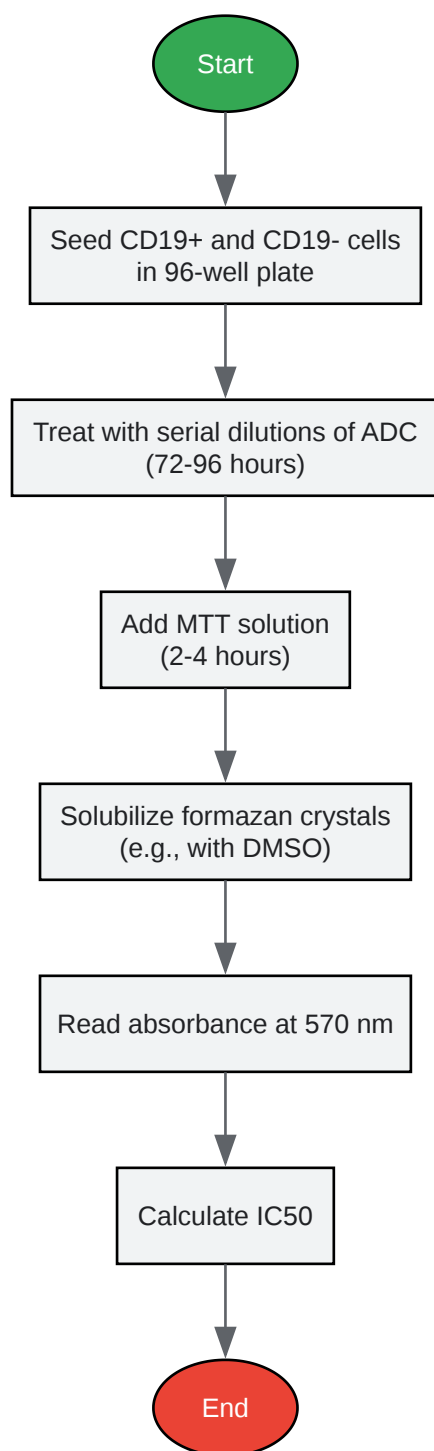 Start
Seed CD19+ and CD19- cells
in 96-well plate
Treat with serial dilutions of ADC
(72-96 hours)
Add MTT solution
(2-4 hours)
Solubilize formazan crystals
(e.g., with DMSO)
Read absorbance at 570 nm
Calculate IC50
End